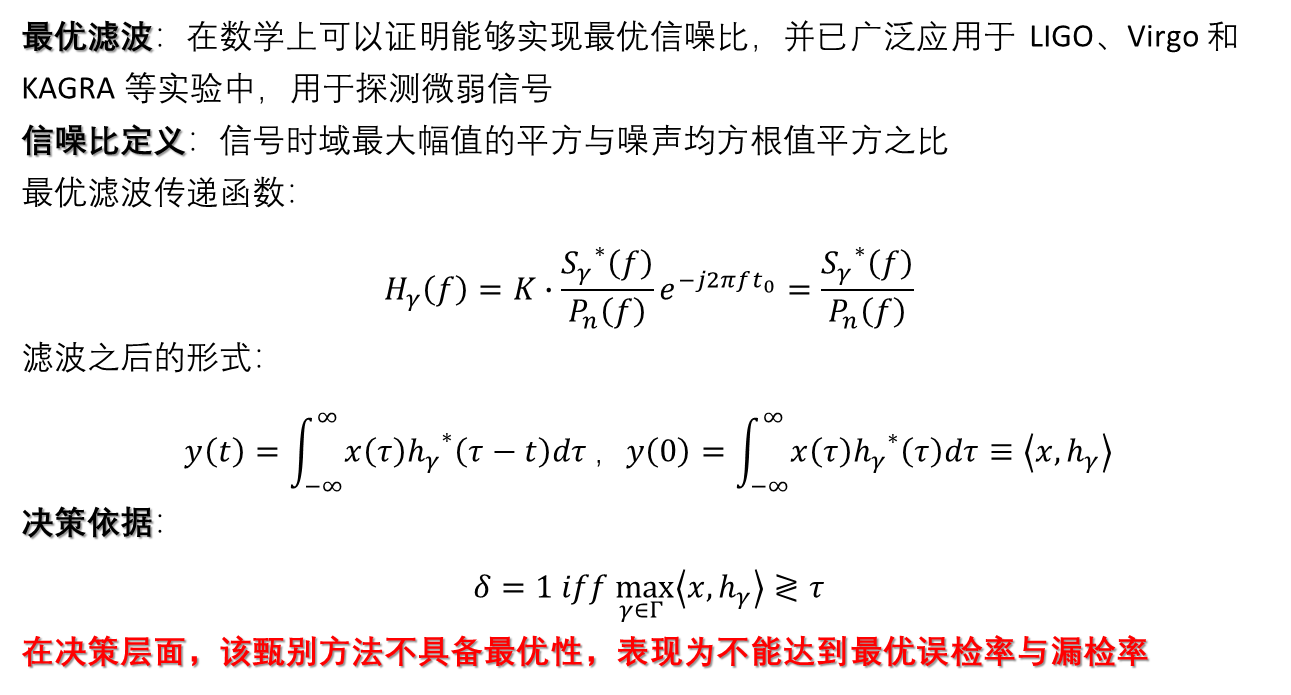 最优滤波：在数学上可以证明能够实现最优信噪比，并已广泛应用于 LIGO、Virgo 和
KAGRA 等实验中，用于探测微弱信号
信噪比定义：信号时域最大幅值的平方与噪声均方根值平方之比
最优滤波传递函数：
H_γ(f) = K · S_γ^*(f)/P_n(f) e^{−j2πft_0} = S_γ^*(f)/P_n(f)
滤波之后的形式：
y(t) = ∫_{−∞}^{∞} x(τ)h_γ^*(τ − t)dτ , y(0) = ∫_{−∞}^{∞} x(τ)h_γ^*(τ)dτ ≡ ⟨x, h_γ⟩
决策依据：
δ = 1 iff max_{γ∈Γ}⟨x, h_γ⟩ ≷ τ
在决策层面，该甄别方法不具备最优性，表现为不能达到最优误检率与漏检率